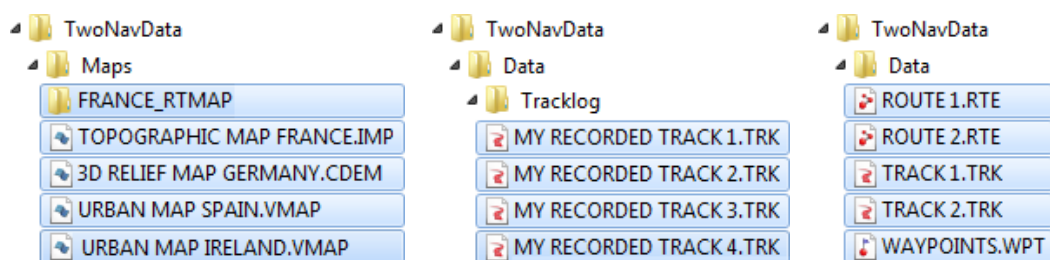 TwoNavData
Maps
FRANCE_RTMAP
TOPOGRAPHIC MAP FRANCE.IMP
3D RELIEF MAP GERMANY.CDEM
URBAN MAP SPAIN.VMAP
URBAN MAP IRELAND.VMAP
TwoNavData
Data
Tracklog
MY RECORDED TRACK 1.TRK
MY RECORDED TRACK 2.TRK
MY RECORDED TRACK 3.TRK
MY RECORDED TRACK 4.TRK
TwoNavData
Data
ROUTE 1.RTE
ROUTE 2.RTE
TRACK 1.TRK
TRACK 2.TRK
WAYPOINTS.WPT